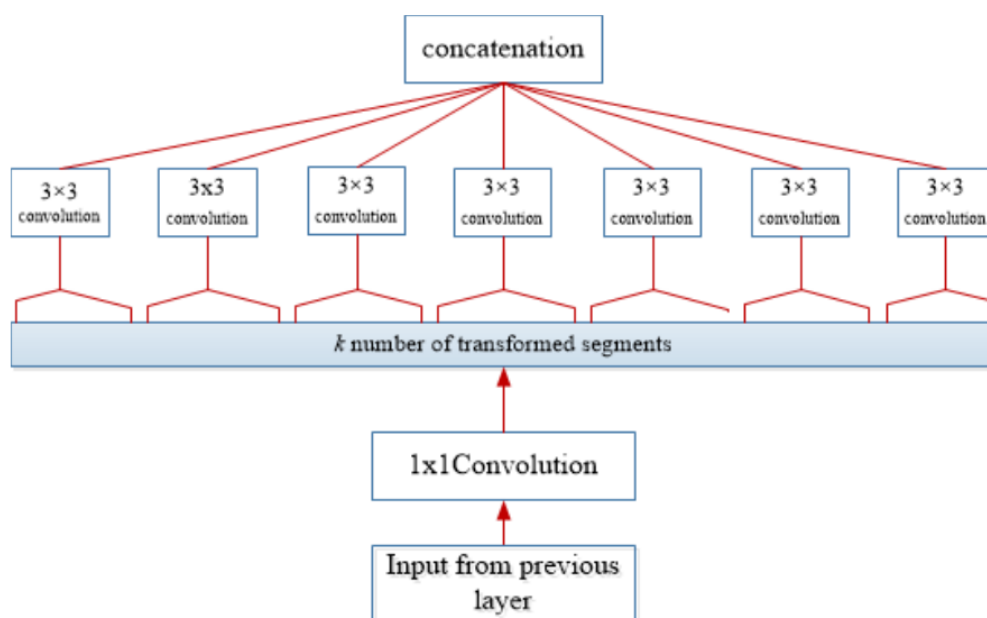 concatenation
3×3
convolution
3x3
convolution
3×3
convolution
3×3
convolution
3×3
convolution
3×3
convolution
3×3
convolution
k number of transformed segments
1x1Convolution
Input from previous
layer